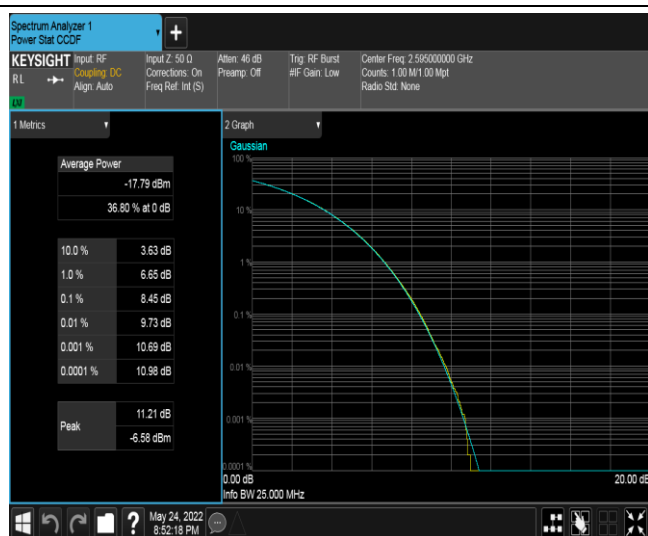 Spectrum Analyzer 1
Power Stat CCDF
+
KEYSIGHT
RL
Input: RF
Coupling: DC
Align: Auto
Input Z: 50 Ω
Corrections: On
Freq Ref: Int (S)
Atten: 46 dB
Preamp: Off
Trig: RF Burst
#IF Gain: Low
Center Freq: 2.595000000 GHz
Counts: 1.00 M/1.00 Mpt
Radio Std: None
1 Metrics
Average Power
-17.79 dBm
36.80 % at 0 dB
10.0 % 3.63 dB
1.0 % 6.65 dB
0.1 % 8.45 dB
0.01 % 9.73 dB
0.001 % 10.69 dB
0.0001 % 10.98 dB
Peak
11.21 dB
-6.58 dBm
2 Graph
Gaussian
100 %
10 %
1 %
0.1 %
0.01 %
0.001 %
0.0001 %
0.00 dB 20.00 dB
Info BW 25.000 MHz
?
May 24, 2022
8:52:18 PM